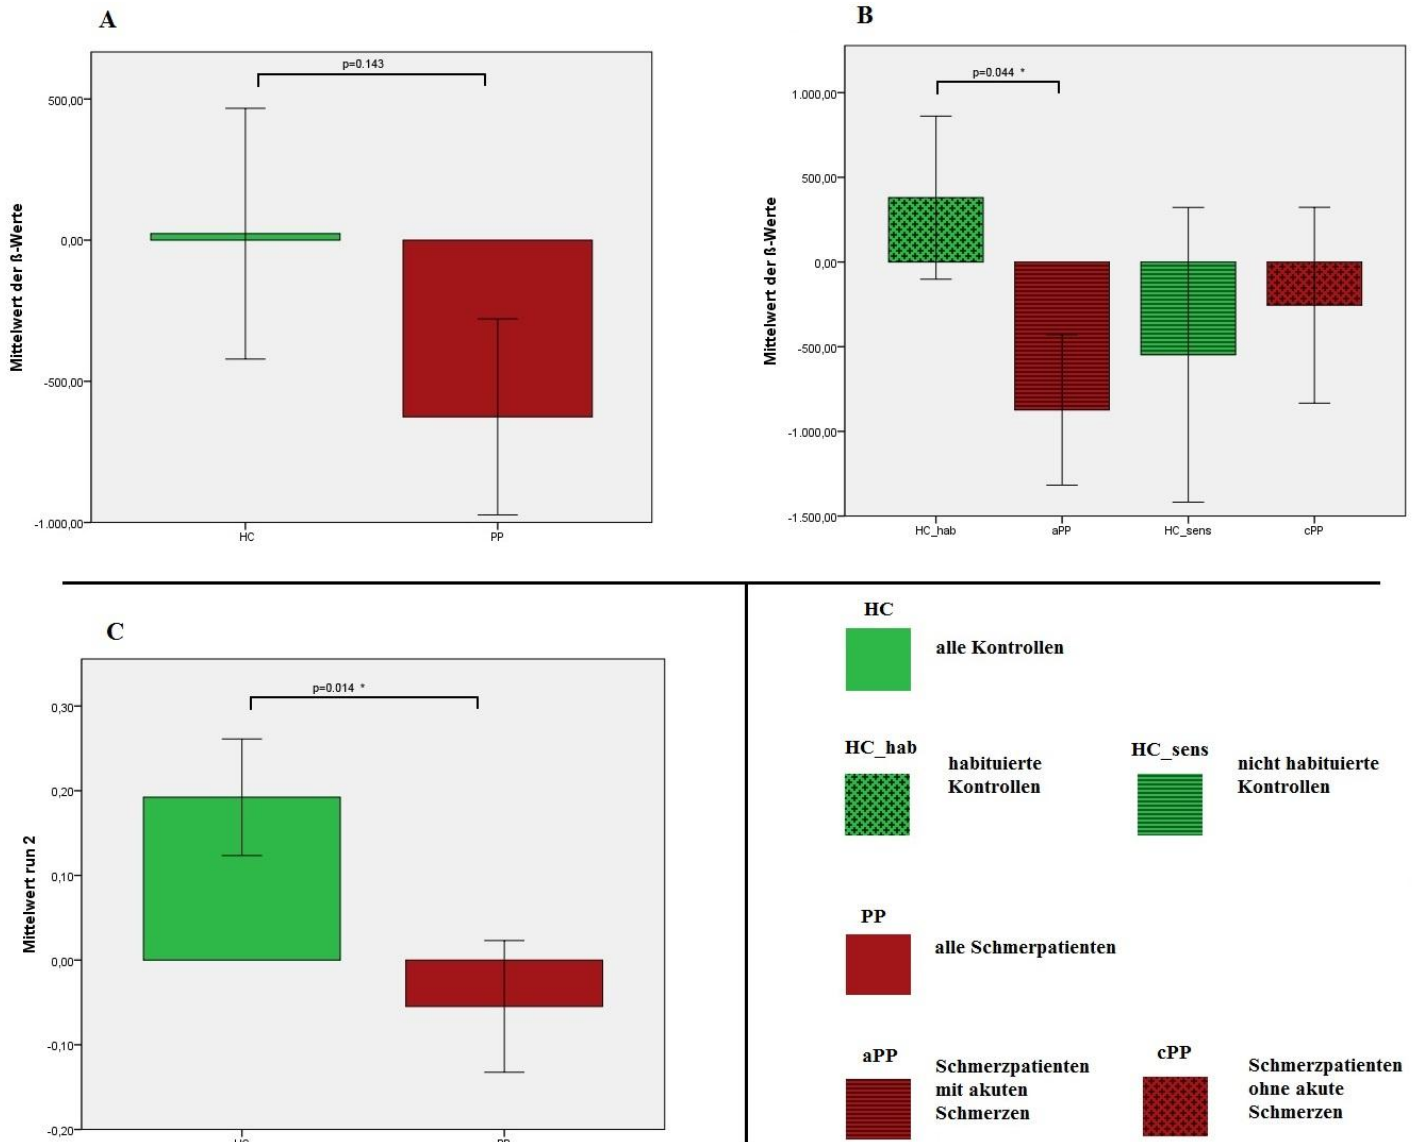 A
p=0.143
500,00
0,00
-500,00
-1.000,00
Mittelwert der ß-Werte
HC
PP
B
p=0.044 *
1.000,00
500,00
0,00
-500,00
-1.000,00
-1.500,00
Mittelwert der ß-Werte
HC_hab
aPP
HC_sens
cPP
C
p=0.014 *
0,30
0,20
0,10
0,00
-0,10
-0,20
Mittelwert run 2
HC
alle Kontrollen
HC_hab
habituierte
Kontrollen
HC_sens
nicht habituierte
Kontrollen
PP
alle Schmerpatienten
aPP
Schmerzpatienten
mit akuten
Schmerzen
cPP
Schmerzpatienten
ohne akute
Schmerzen